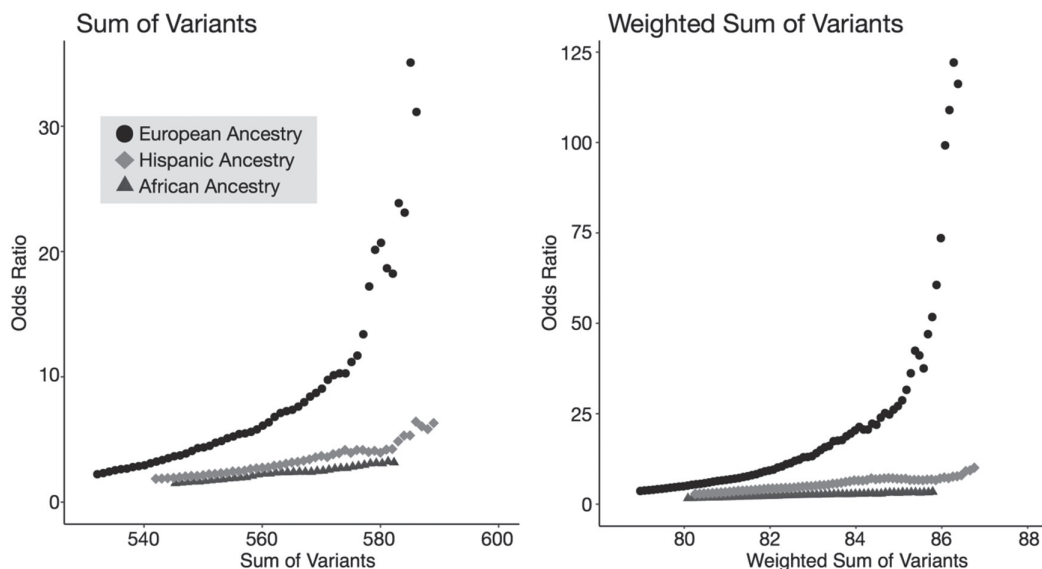 Sum of Variants
Odds Ratio
30
20
10
0
European Ancestry
Hispanic Ancestry
African Ancestry
540
560
580
600
Sum of Variants
Weighted Sum of Variants
Odds Ratio
125
100
75
50
25
0
80
82
84
86
88
Weighted Sum of Variants